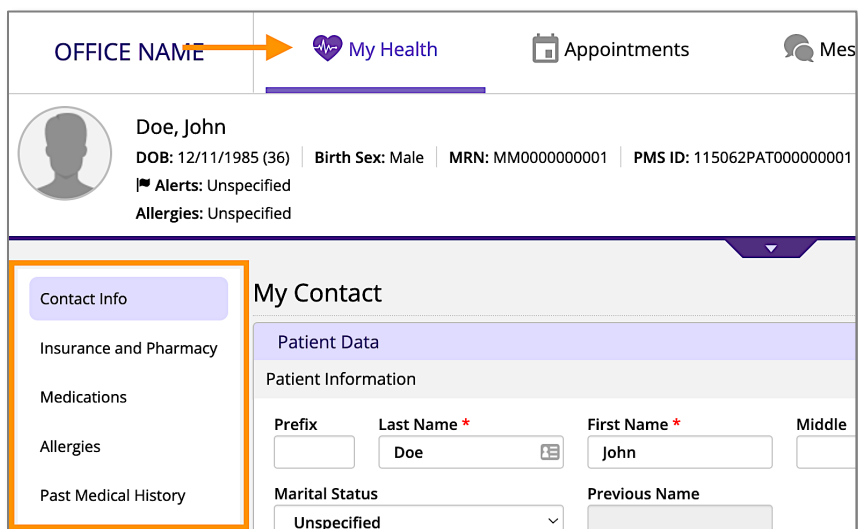 OFFICE NAME My Health Appointments Mes
Doe, John
DOB: 12/11/1985 (36) Birth Sex: Male MRN: MM0000000001 PMS ID: 115062PAT000000001
Alerts: Unspecified
Allergies: Unspecified
Contact Info
Insurance and Pharmacy
Medications
Allergies
Past Medical History
My Contact
Patient Data
Patient Information
Prefix Last Name * First Name * Middle
Doe John
Marital Status Previous Name
Unspecified